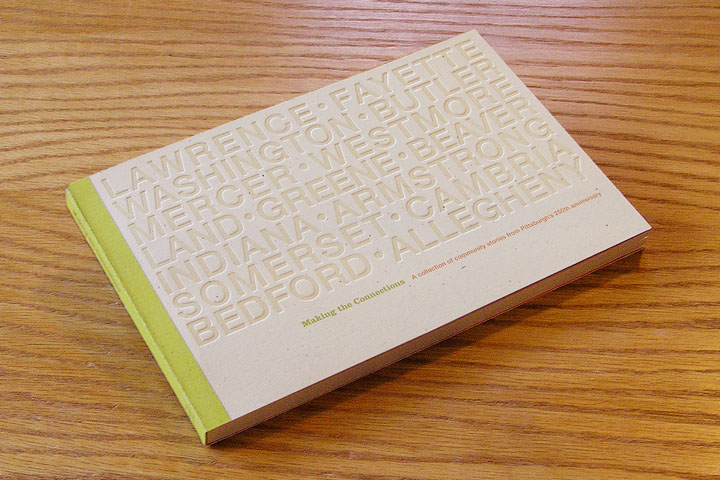 LAWRENCE · FAYETTE
WASHINGTON · BUTLER
MERCER · WESTMORE
LAND · GREENE · BEAVER
INDIANA · ARMSTRONG
SOMERSET · CAMBRIA
BEDFORD · ALLEGHENY
Making the Connections A collection of community stories from Pittsburgh's 250th anniversary